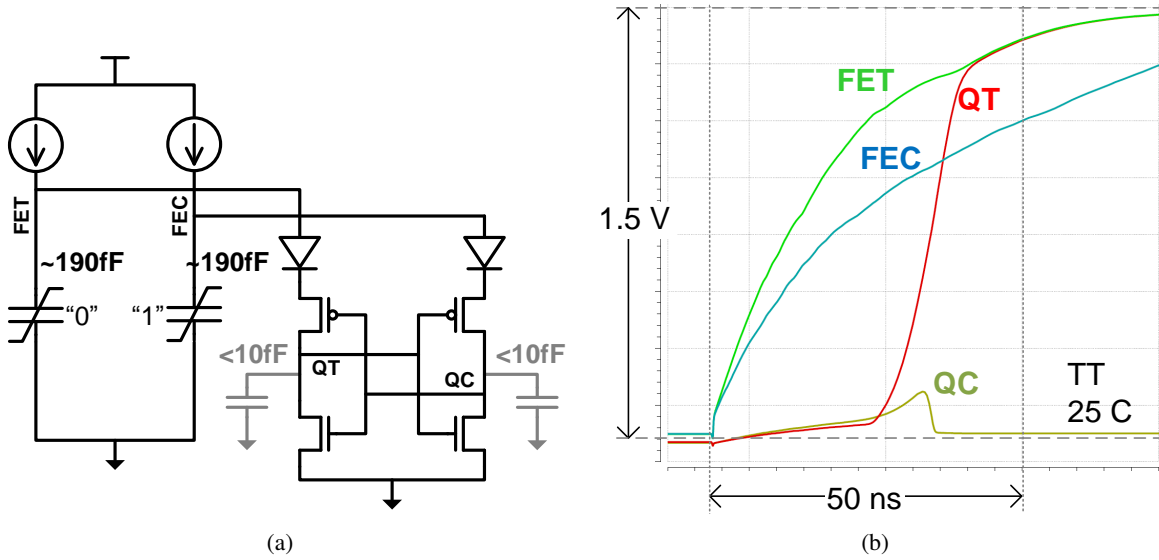 FET
FEC
~190fF
~190fF
"0"
"1"
<10fF
<10fF
QT
QC
(a)
FET
QT
FEC
1.5 V
QC
TT
25 C
50 ns
(b)